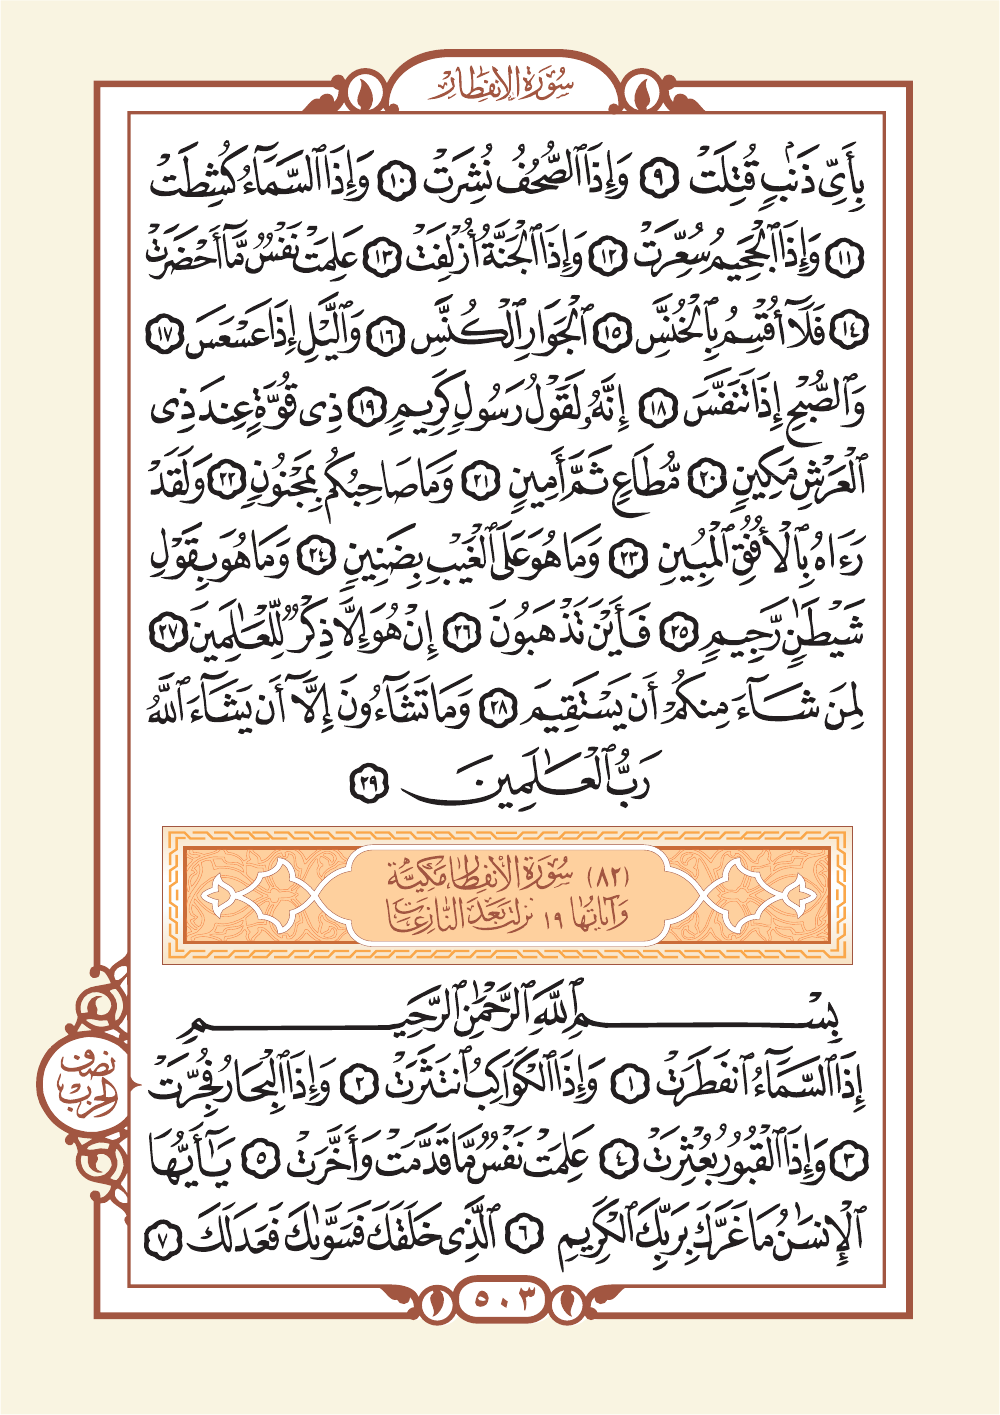 سُورَةُ الِانفِطَارِ
بِأَيِّ ذَنۢبٖ قُتِلَتۡ ٩ وَإِذَا ٱلصُّحُفُ نُشِرَتۡ ١٠ وَإِذَا ٱلسَّمَآءُ كُشِطَتۡ
١١ وَإِذَا ٱلۡجَحِيمُ سُعِّرَتۡ ١٢ وَإِذَا ٱلۡجَنَّةُ أُزۡلِفَتۡ ١٣ عَلِمَتۡ نَفۡسٞ مَّآ أَحۡضَرَتۡ
١٤ فَلَآ أُقۡسِمُ بِٱلۡخُنَّسِ ١٥ ٱلۡجَوَارِ ٱلۡكُنَّسِ ١٦ وَٱلَّيۡلِ إِذَا عَسۡعَسَ ١٧
وَٱلصُّبۡحِ إِذَا تَنَفَّسَ ١٨ إِنَّهُۥ لَقَوۡلُ رَسُولٖ كَرِيمٖ ١٩ ذِي قُوَّةٍ عِندَ ذِي
ٱلۡعَرۡشِ مَكِينٖ ٢٠ مُّطَاعٖ ثَمَّ أَمِينٖ ٢١ وَمَا صَاحِبُكُم بِمَجۡنُونٖ ٢٢ وَلَقَدۡ
رَءَاهُ بِٱلۡأُفُقِ ٱلۡمُبِينِ ٢٣ وَمَا هُوَ عَلَى ٱلۡغَيۡبِ بِضَنِينٖ ٢٤ وَمَا هُوَ بِقَوۡلِ
شَيۡطَٰنٖ رَّجِيمٖ ٢٥ فَأَيۡنَ تَذۡهَبُونَ ٢٦ إِنۡ هُوَ إِلَّا ذِكۡرٞ لِّلۡعَٰلَمِينَ ٢٧
لِمَن شَآءَ مِنكُمۡ أَن يَسۡتَقِيمَ ٢٨ وَمَا تَشَآءُونَ إِلَّآ أَن يَشَآءَ ٱللَّهُ
رَبُّ ٱلۡعَٰلَمِينَ ٢٩
(٨٢) سُورَةُ الِانفِطَارِ مَكِّيَّة
وَآيَاتُهَا ١٩ نَزَلَتْ بَعْدَ النَّازِعَاتِ
بِسۡمِ ٱللَّهِ ٱلرَّحۡمَٰنِ ٱلرَّحِيمِ
إِذَا ٱلسَّمَآءُ ٱنفَطَرَتۡ ١ وَإِذَا ٱلۡكَوَاكِبُ ٱنتَثَرَتۡ ٢ وَإِذَا ٱلۡبِحَارُ فُجِّرَتۡ
٣ وَإِذَا ٱلۡقُبُورُ بُعۡثِرَتۡ ٤ عَلِمَتۡ نَفۡسٞ مَّا قَدَّمَتۡ وَأَخَّرَتۡ ٥ يَٰٓأَيُّهَا
ٱلۡإِنسَٰنُ مَا غَرَّكَ بِرَبِّكَ ٱلۡكَرِيمِ ٦ ٱلَّذِي خَلَقَكَ فَسَوَّىٰكَ فَعَدَلَكَ ٧
نصف
الحزب
٥٠٣